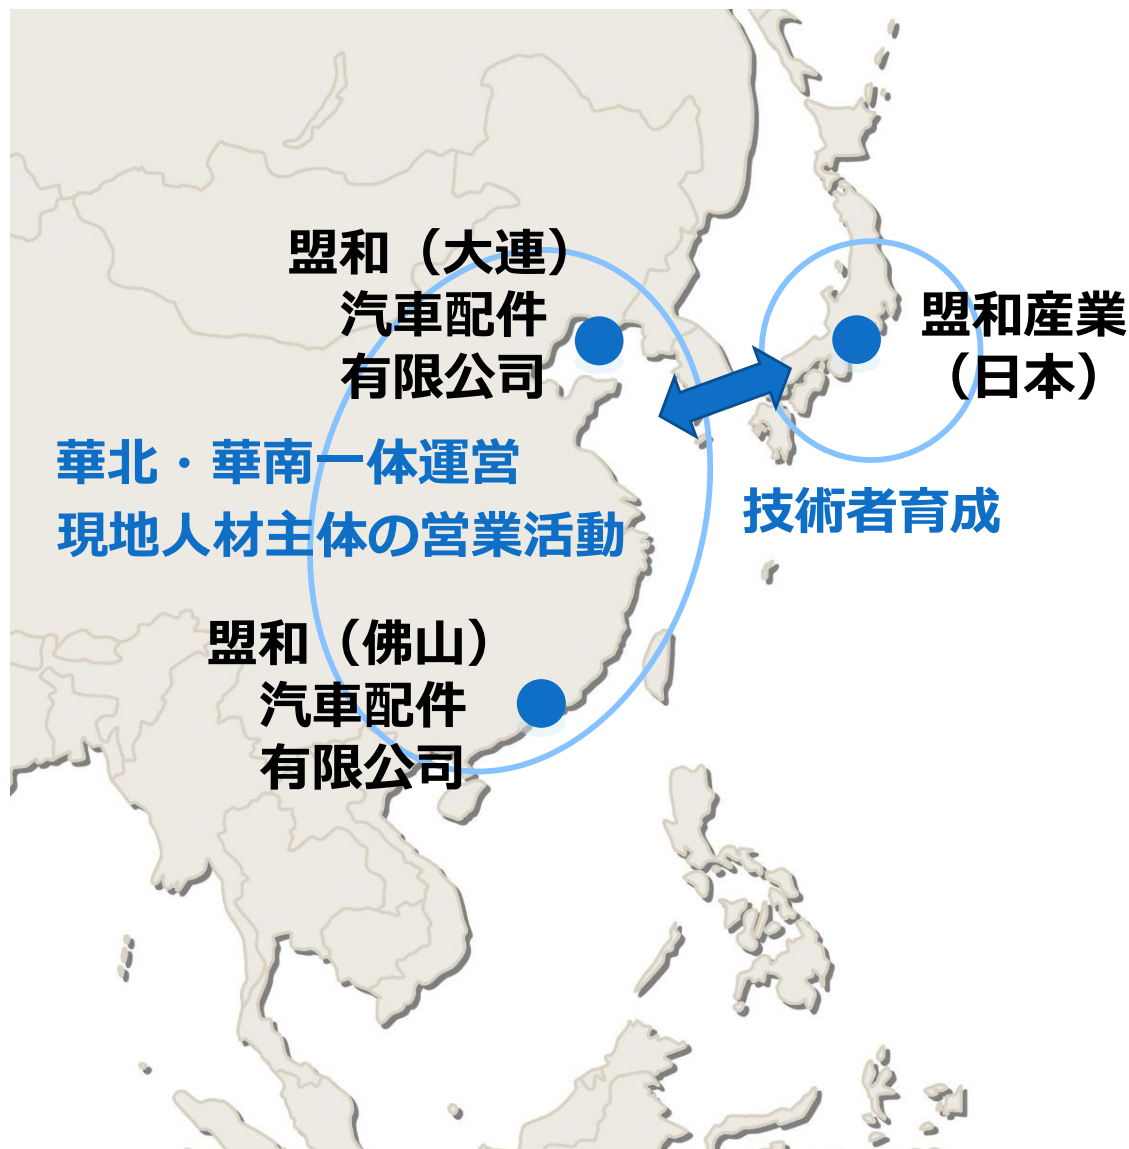 盟和（大連）
汽車配件
有限公司
盟和産業
（日本）
華北・華南一体運営
現地人材主体の営業活動
技術者育成
盟和（佛山）
汽車配件
有限公司